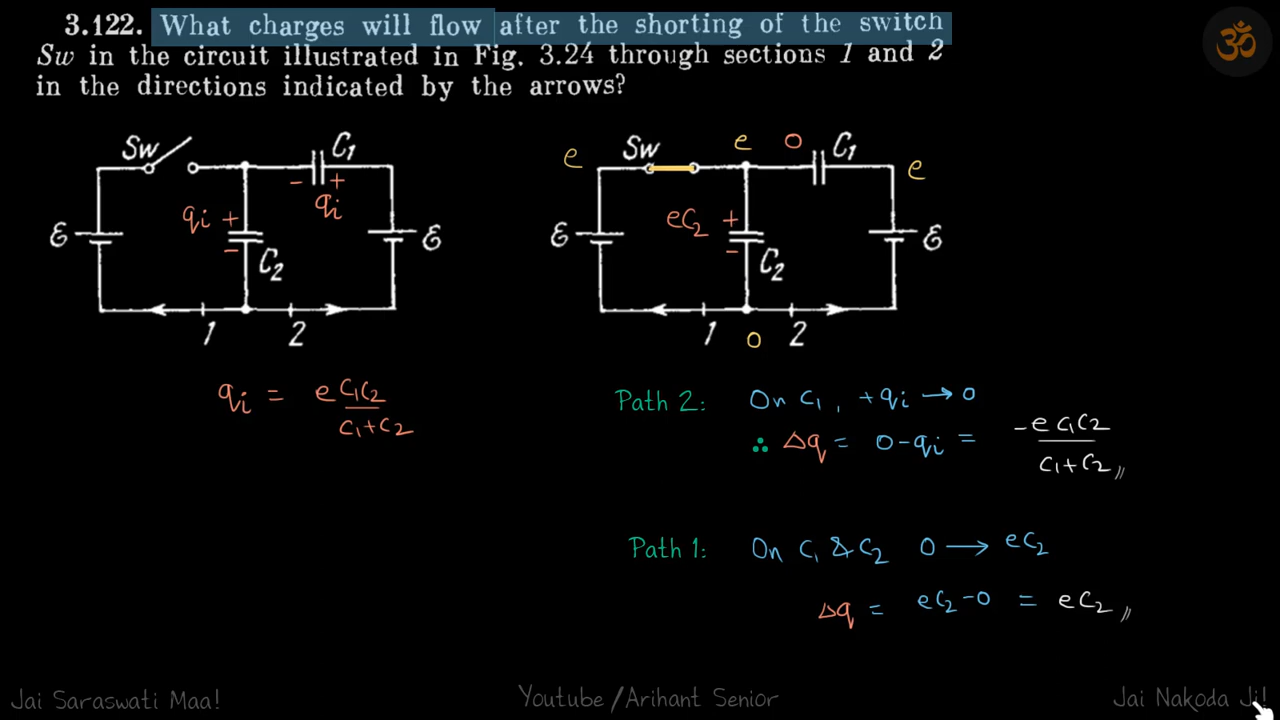 3.122. What charges will flow after the shorting of the switch
Sw in the circuit illustrated in Fig. 3.24 through sections 1 and 2
in the directions indicated by the arrows?
ॐ
Sw C₁
qi + - + qi
ℰ - C₂ ℰ
1 2
qi = e C₁C₂ / C₁+C₂
e Sw e 0 C₁ e
eC₂ +
ℰ - C₂ ℰ
1 0 2
Path 2: On C₁, +qi → 0
∴ Δq = 0-qi = -e C₁C₂ / C₁+C₂ //
Path 1: On C₁ & C₂ 0 → eC₂
Δq = eC₂-0 = eC₂ //
Jai Saraswati Maa!
Youtube/Arihant Senior
Jai Nakoda Ji!